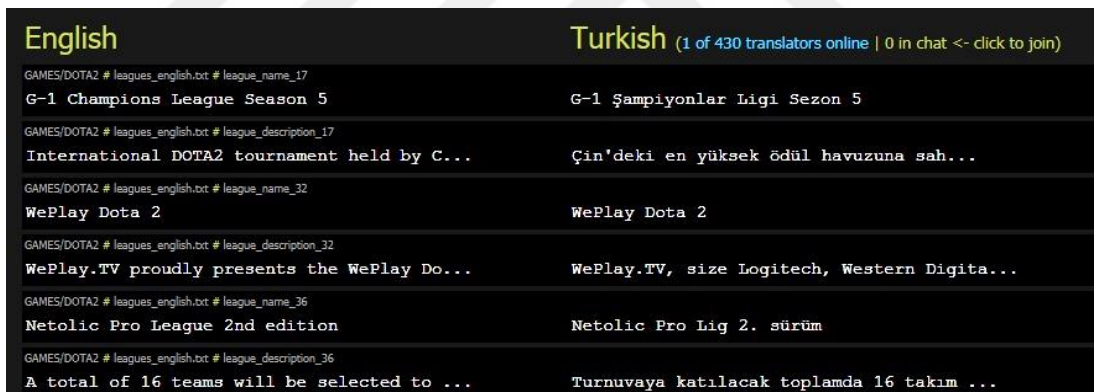 English
Turkish (1 of 430 translators online | 0 in chat <- click to join)
GAMES/DOTA2 # leagues_english.txt # league_name_17
G-1 Champions League Season 5
G-1 Şampiyonlar Ligi Sezon 5
GAMES/DOTA2 # leagues_english.txt # league_description_17
International DOTA2 tournament held by C...
Çin'deki en yüksek ödül havuzuna sah...
GAMES/DOTA2 # leagues_english.txt # league_name_32
WePlay Dota 2
WePlay Dota 2
GAMES/DOTA2 # leagues_english.txt # league_description_32
WePlay.TV proudly presents the WePlay Do...
WePlay.TV, size Logitech, Western Digita...
GAMES/DOTA2 # leagues_english.txt # league_name_36
Netolic Pro League 2nd edition
Netolic Pro Lig 2. sürüm
GAMES/DOTA2 # leagues_english.txt # league_description_36
A total of 16 teams will be selected to ...
Turnuvaya katılacak toplamda 16 takım ...